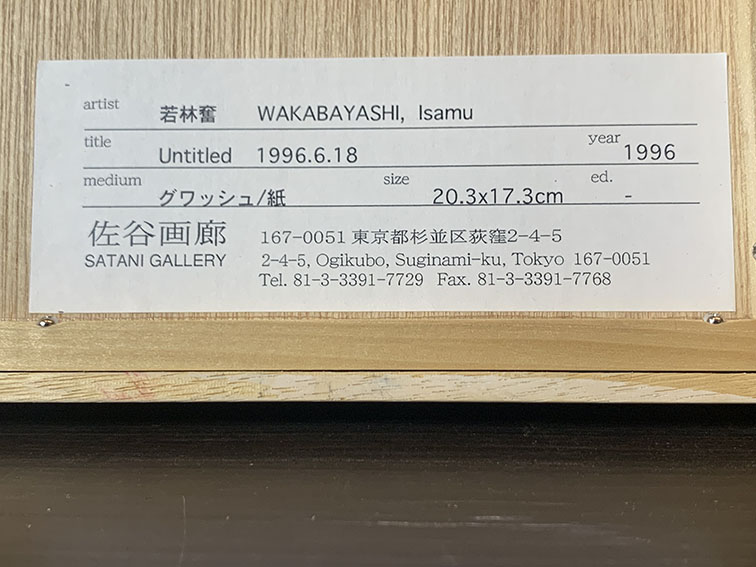 artist 若林奮 WAKABAYASHI, Isamu
title Untitled 1996.6.18 year 1996
medium グワッシュ/紙 size 20.3x17.3cm ed. -
佐谷画廊 167-0051 東京都杉並区荻窪2-4-5
SATANI GALLERY 2-4-5, Ogikubo, Suginami-ku, Tokyo 167-0051
Tel. 81-3-3391-7729 Fax. 81-3-3391-7768